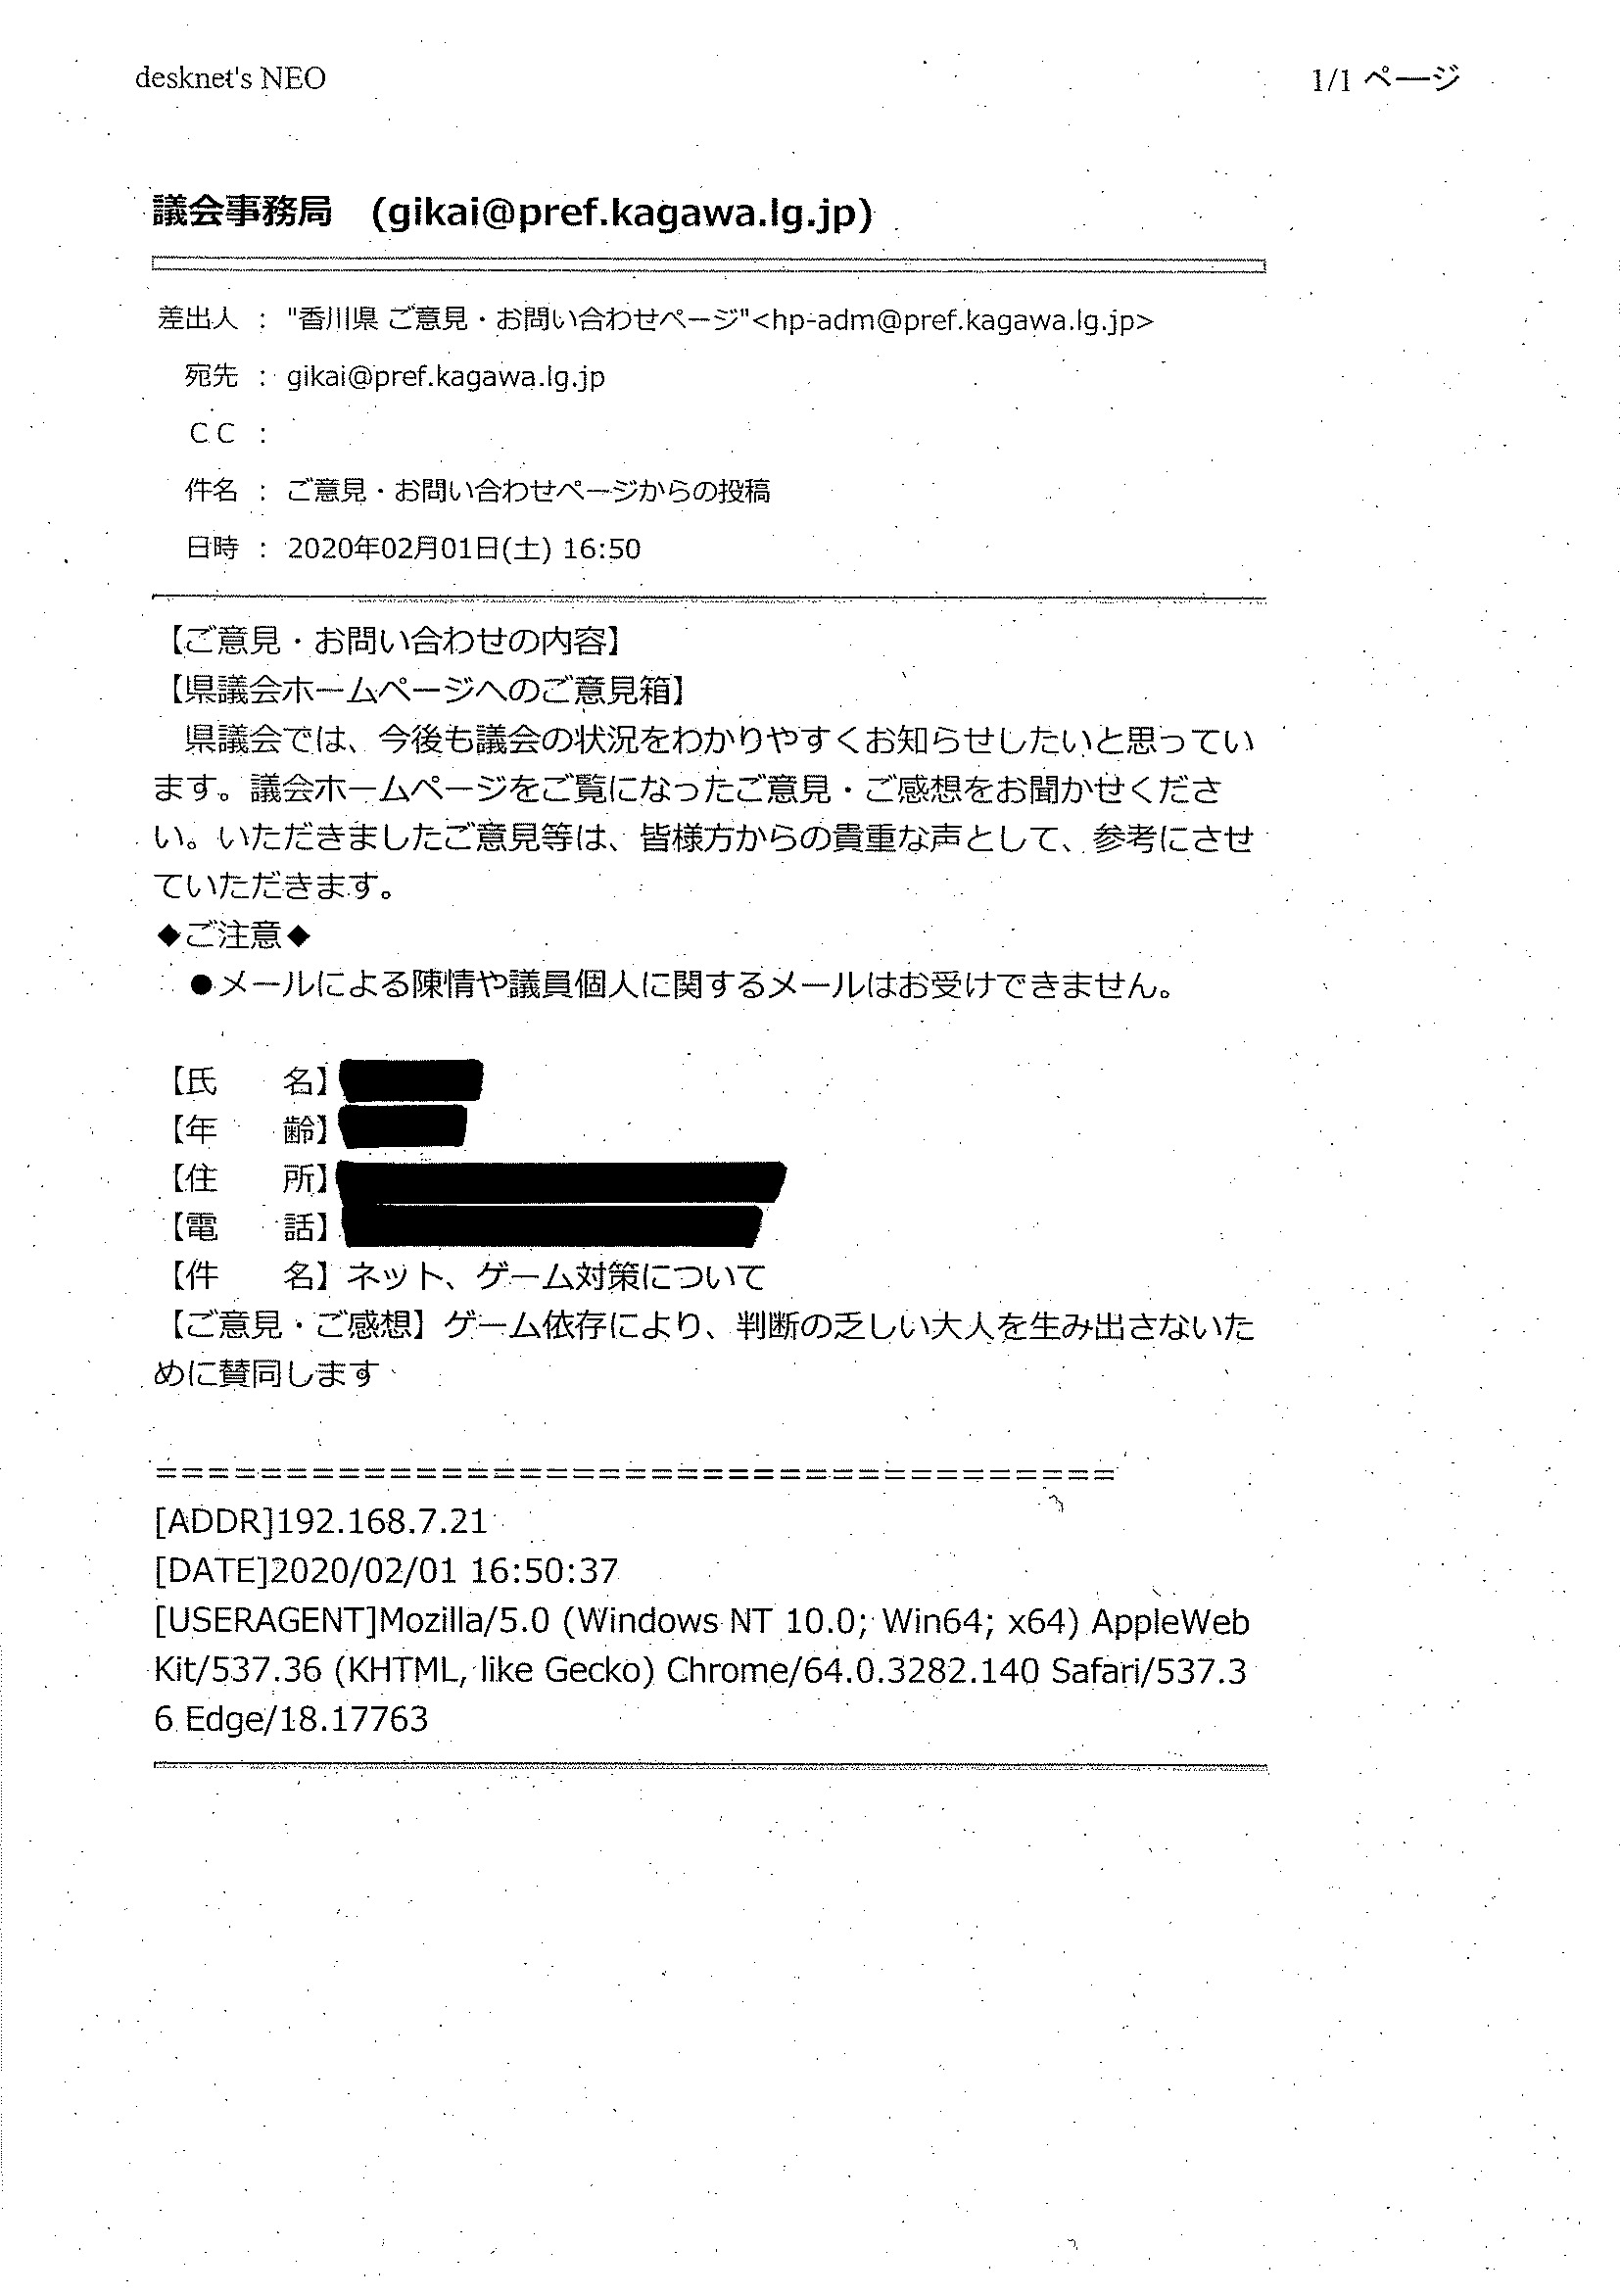 desknet's NEO
1/1 ページ
議会事務局　(gikai@pref.kagawa.lg.jp)
差出人 ： "香川県 ご意見・お問い合わせページ"<hp-adm@pref.kagawa.lg.jp>
宛先 ： gikai@pref.kagawa.lg.jp
ＣＣ ：
件名 ： ご意見・お問い合わせページからの投稿
日時 ： 2020年02月01日(土) 16:50
【ご意見・お問い合わせの内容】
【県議会ホームページへのご意見箱】
　県議会では、今後も議会の状況をわかりやすくお知らせしたいと思ってい
ます。議会ホームページをご覧になったご意見・ご感想をお聞かせくださ
い。いただきましたご意見等は、皆様方からの貴重な声として、参考にさせ
ていただきます。
◆ご注意◆
　●メールによる陳情や議員個人に関するメールはお受けできません。
【氏　　名】
【年　　齢】
【住　　所】
【電　　話】
【件　　名】ネット、ゲーム対策について
【ご意見・ご感想】ゲーム依存により、判断の乏しい大人を生み出さないた
めに賛同します
=====================================
[ADDR]192.168.7.21
[DATE]2020/02/01 16:50:37
[USERAGENT]Mozilla/5.0 (Windows NT 10.0; Win64; x64) AppleWeb
Kit/537.36 (KHTML, like Gecko) Chrome/64.0.3282.140 Safari/537.3
6 Edge/18.17763